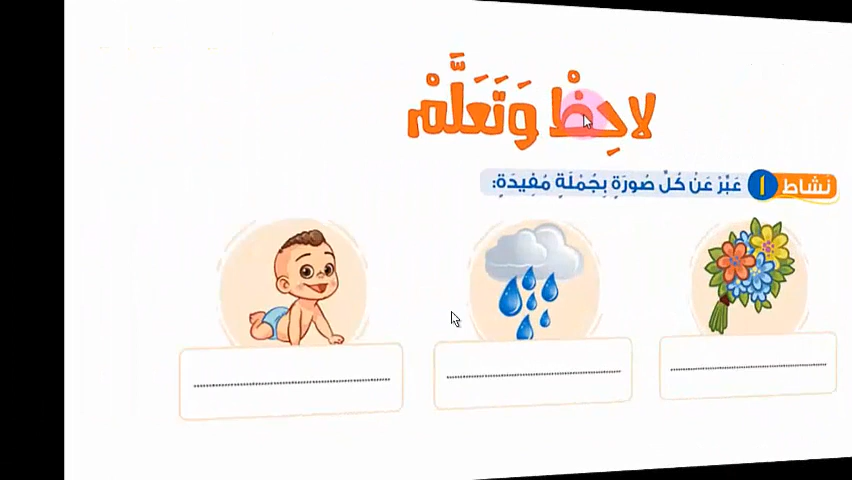 لاحِظْ وَتَعَلَّمْ
نشاط ١ عَبِّرْ عَنْ كُلِّ صُورَةٍ بِجُمْلَةٍ مُفِيدَةٍ: